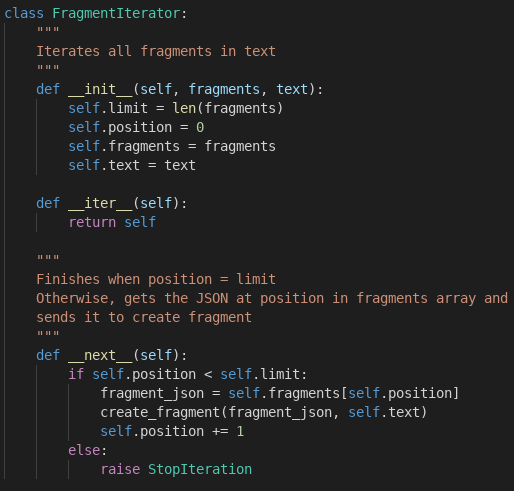 class FragmentIterator:
    """
    Iterates all fragments in text
    """
    def __init__(self, fragments, text):
        self.limit = len(fragments)
        self.position = 0
        self.fragments = fragments
        self.text = text

    def __iter__(self):
        return self

    """
    Finishes when position = limit
    Otherwise, gets the JSON at position in fragments array and
    sends it to create fragment
    """
    def __next__(self):
        if self.position < self.limit:
            fragment_json = self.fragments[self.position]
            create_fragment(fragment_json, self.text)
            self.position += 1
        else:
            raise StopIteration